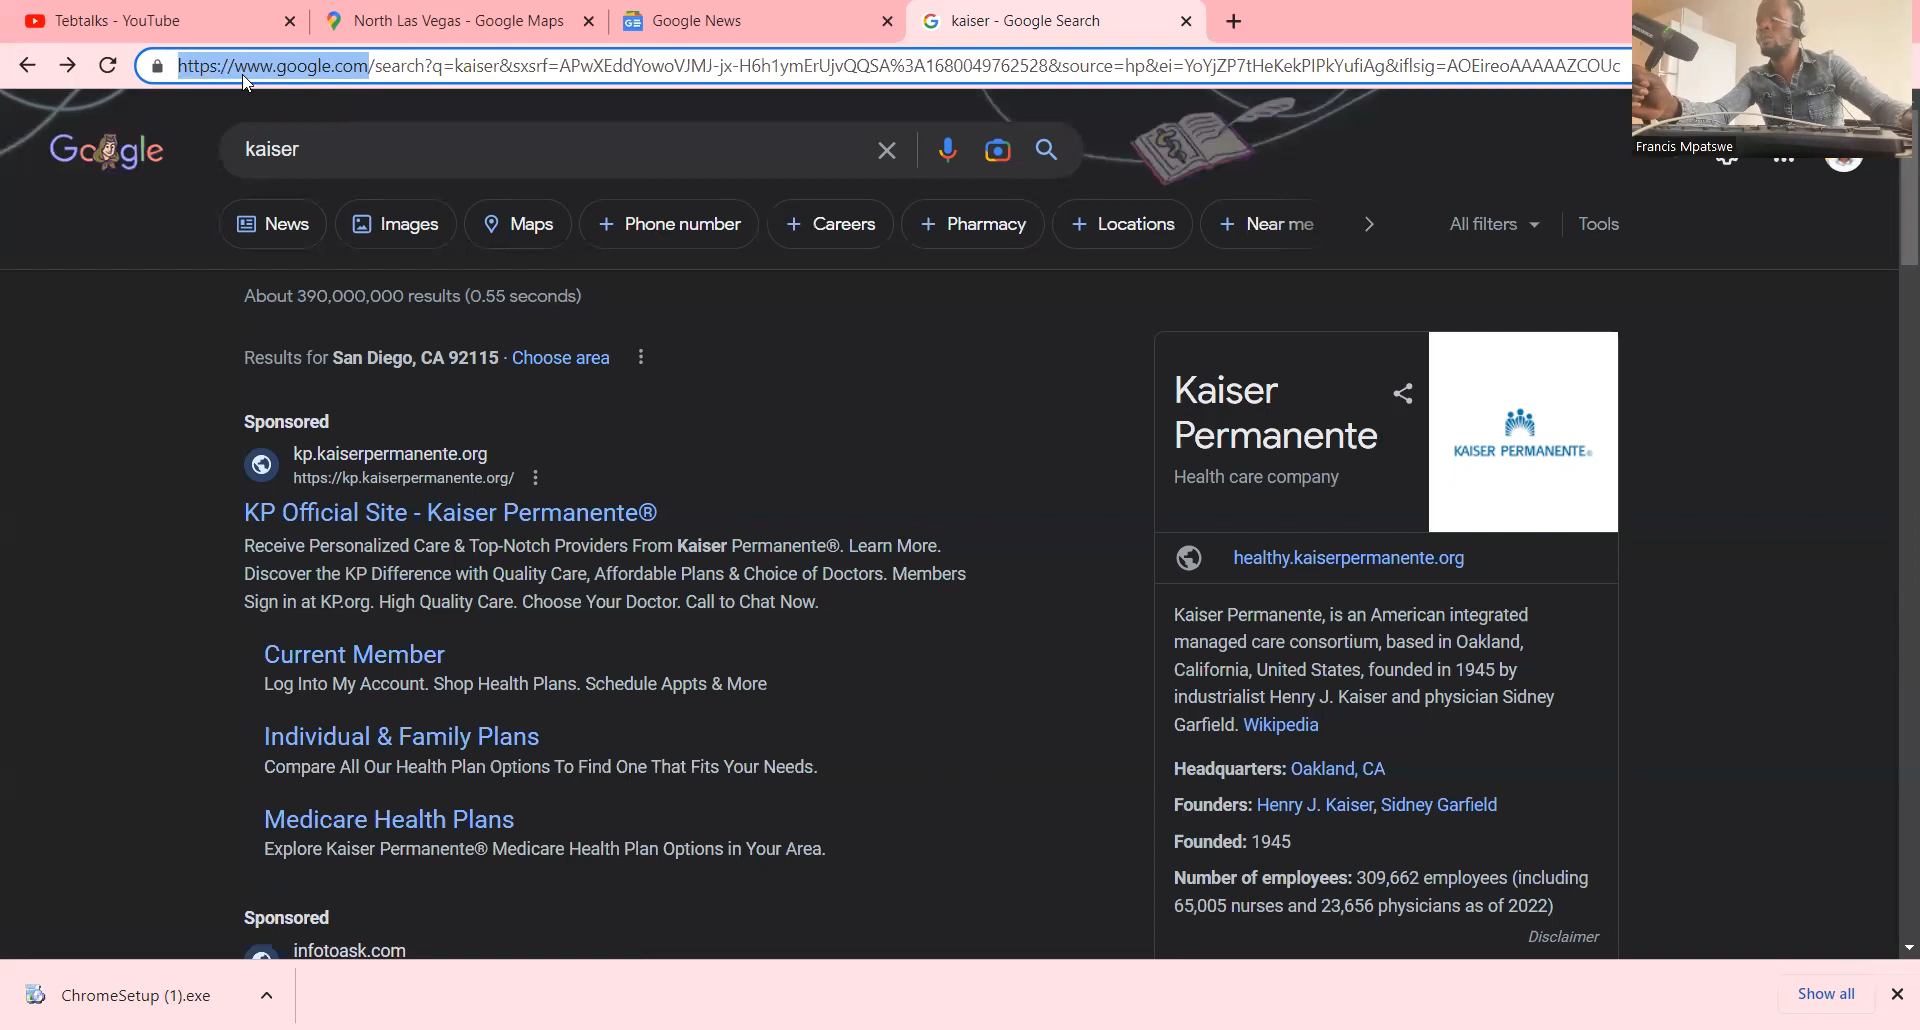 Tebtalks - YouTube
North Las Vegas - Google Maps
Google News
kaiser - Google Search
https://www.google.com/search?q=kaiser&sxsrf=APwXEddYowoVJMJ-jx-H6h1ymErUjvQQSA%3A1680049762528&source=hp&ei=YoYjZP7tHeKekPIPkYufiAg&iflsig=AOEireoAAAAAZCOUc
Francis Mpatswe
Google
kaiser
News
Images
Maps
Phone number
Careers
Pharmacy
Locations
Near me
All filters
Tools
About 390,000,000 results (0.55 seconds)
Results for San Diego, CA 92115 · Choose area
Sponsored
kp.kaiserpermanente.org
https://kp.kaiserpermanente.org/
KP Official Site - Kaiser Permanente®
Receive Personalized Care & Top-Notch Providers From Kaiser Permanente®. Learn More.
Discover the KP Difference with Quality Care, Affordable Plans & Choice of Doctors. Members
Sign in at KP.org. High Quality Care. Choose Your Doctor. Call to Chat Now.
Current Member
Log Into My Account. Shop Health Plans. Schedule Appts & More
Individual & Family Plans
Compare All Our Health Plan Options To Find One That Fits Your Needs.
Medicare Health Plans
Explore Kaiser Permanente® Medicare Health Plan Options in Your Area.
Sponsored
infotoask.com
Kaiser
Permanente
Health care company
KAISER PERMANENTE®
healthy.kaiserpermanente.org
Kaiser Permanente, is an American integrated
managed care consortium, based in Oakland,
California, United States, founded in 1945 by
industrialist Henry J. Kaiser and physician Sidney
Garfield. Wikipedia
Headquarters: Oakland, CA
Founders: Henry J. Kaiser, Sidney Garfield
Founded: 1945
Number of employees: 309,662 employees (including
65,005 nurses and 23,656 physicians as of 2022)
Disclaimer
ChromeSetup (1).exe
Show all